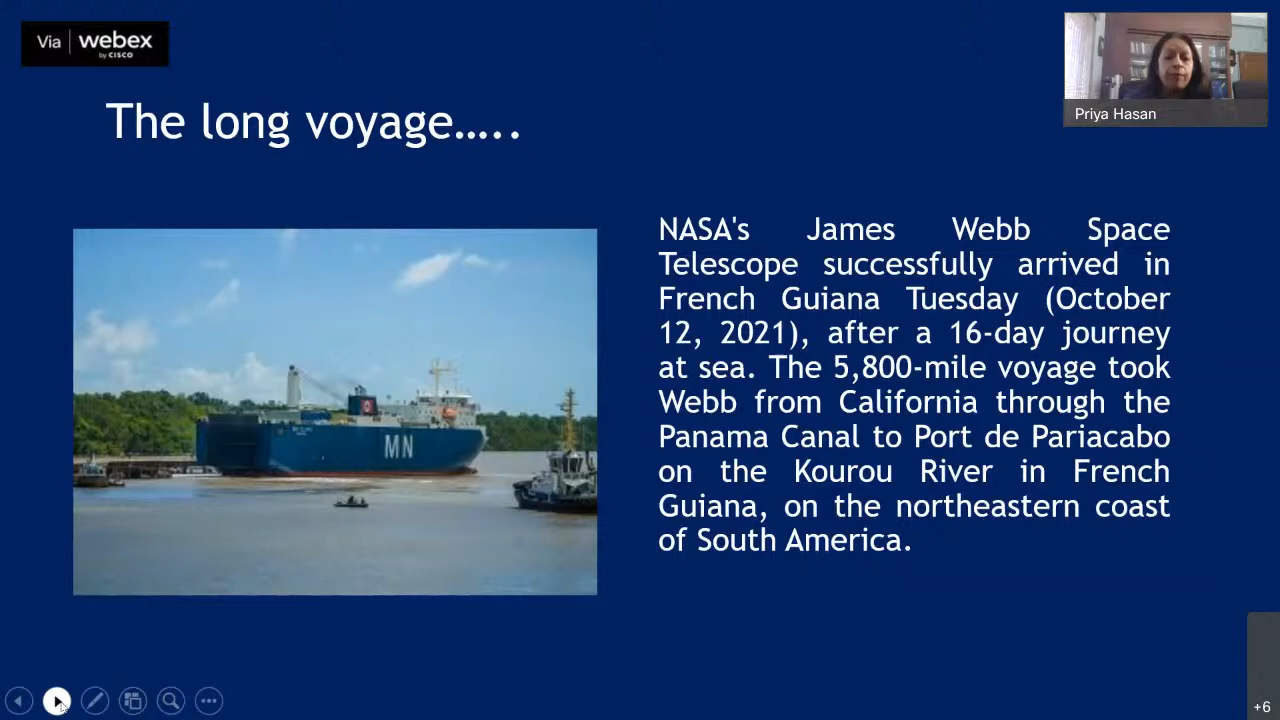 Via webex
by CISCO
Priya Hasan
The long voyage.....
MN
NASA's James Webb Space
Telescope successfully arrived in
French Guiana Tuesday (October
12, 2021), after a 16-day journey
at sea. The 5,800-mile voyage took
Webb from California through the
Panama Canal to Port de Pariacabo
on the Kourou River in French
Guiana, on the northeastern coast
of South America.
+6